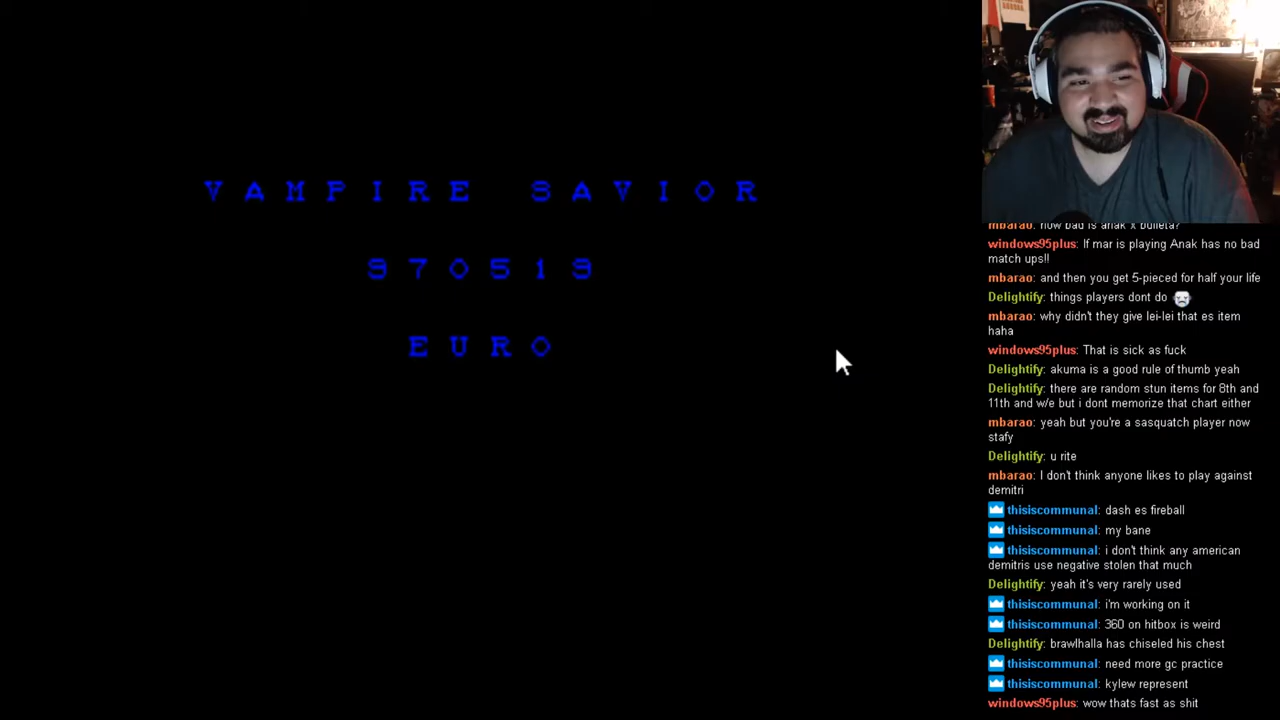 VAMPIRE SAVIOR
970519
EURO
mbarao: how bad is anak x bulleta?
windows95plus: If mar is playing Anak has no bad
match ups!!
mbarao: and then you get 5-pieced for half your life
Delightify: things players dont do
mbarao: why didn't they give lei-lei that es item
haha
windows95plus: That is sick as fuck
Delightify: akuma is a good rule of thumb yeah
Delightify: there are random stun items for 8th and
11th and w/e but i dont memorize that chart either
mbarao: yeah but you're a sasquatch player now
stafy
Delightify: u rite
mbarao: I don't think anyone likes to play against
demitri
thisiscommunal: dash es fireball
thisiscommunal: my bane
thisiscommunal: i don't think any american
demitris use negative stolen that much
Delightify: yeah it's very rarely used
thisiscommunal: i'm working on it
thisiscommunal: 360 on hitbox is weird
Delightify: brawlhalla has chiseled his chest
thisiscommunal: need more gc practice
thisiscommunal: kylew represent
windows95plus: wow thats fast as shit